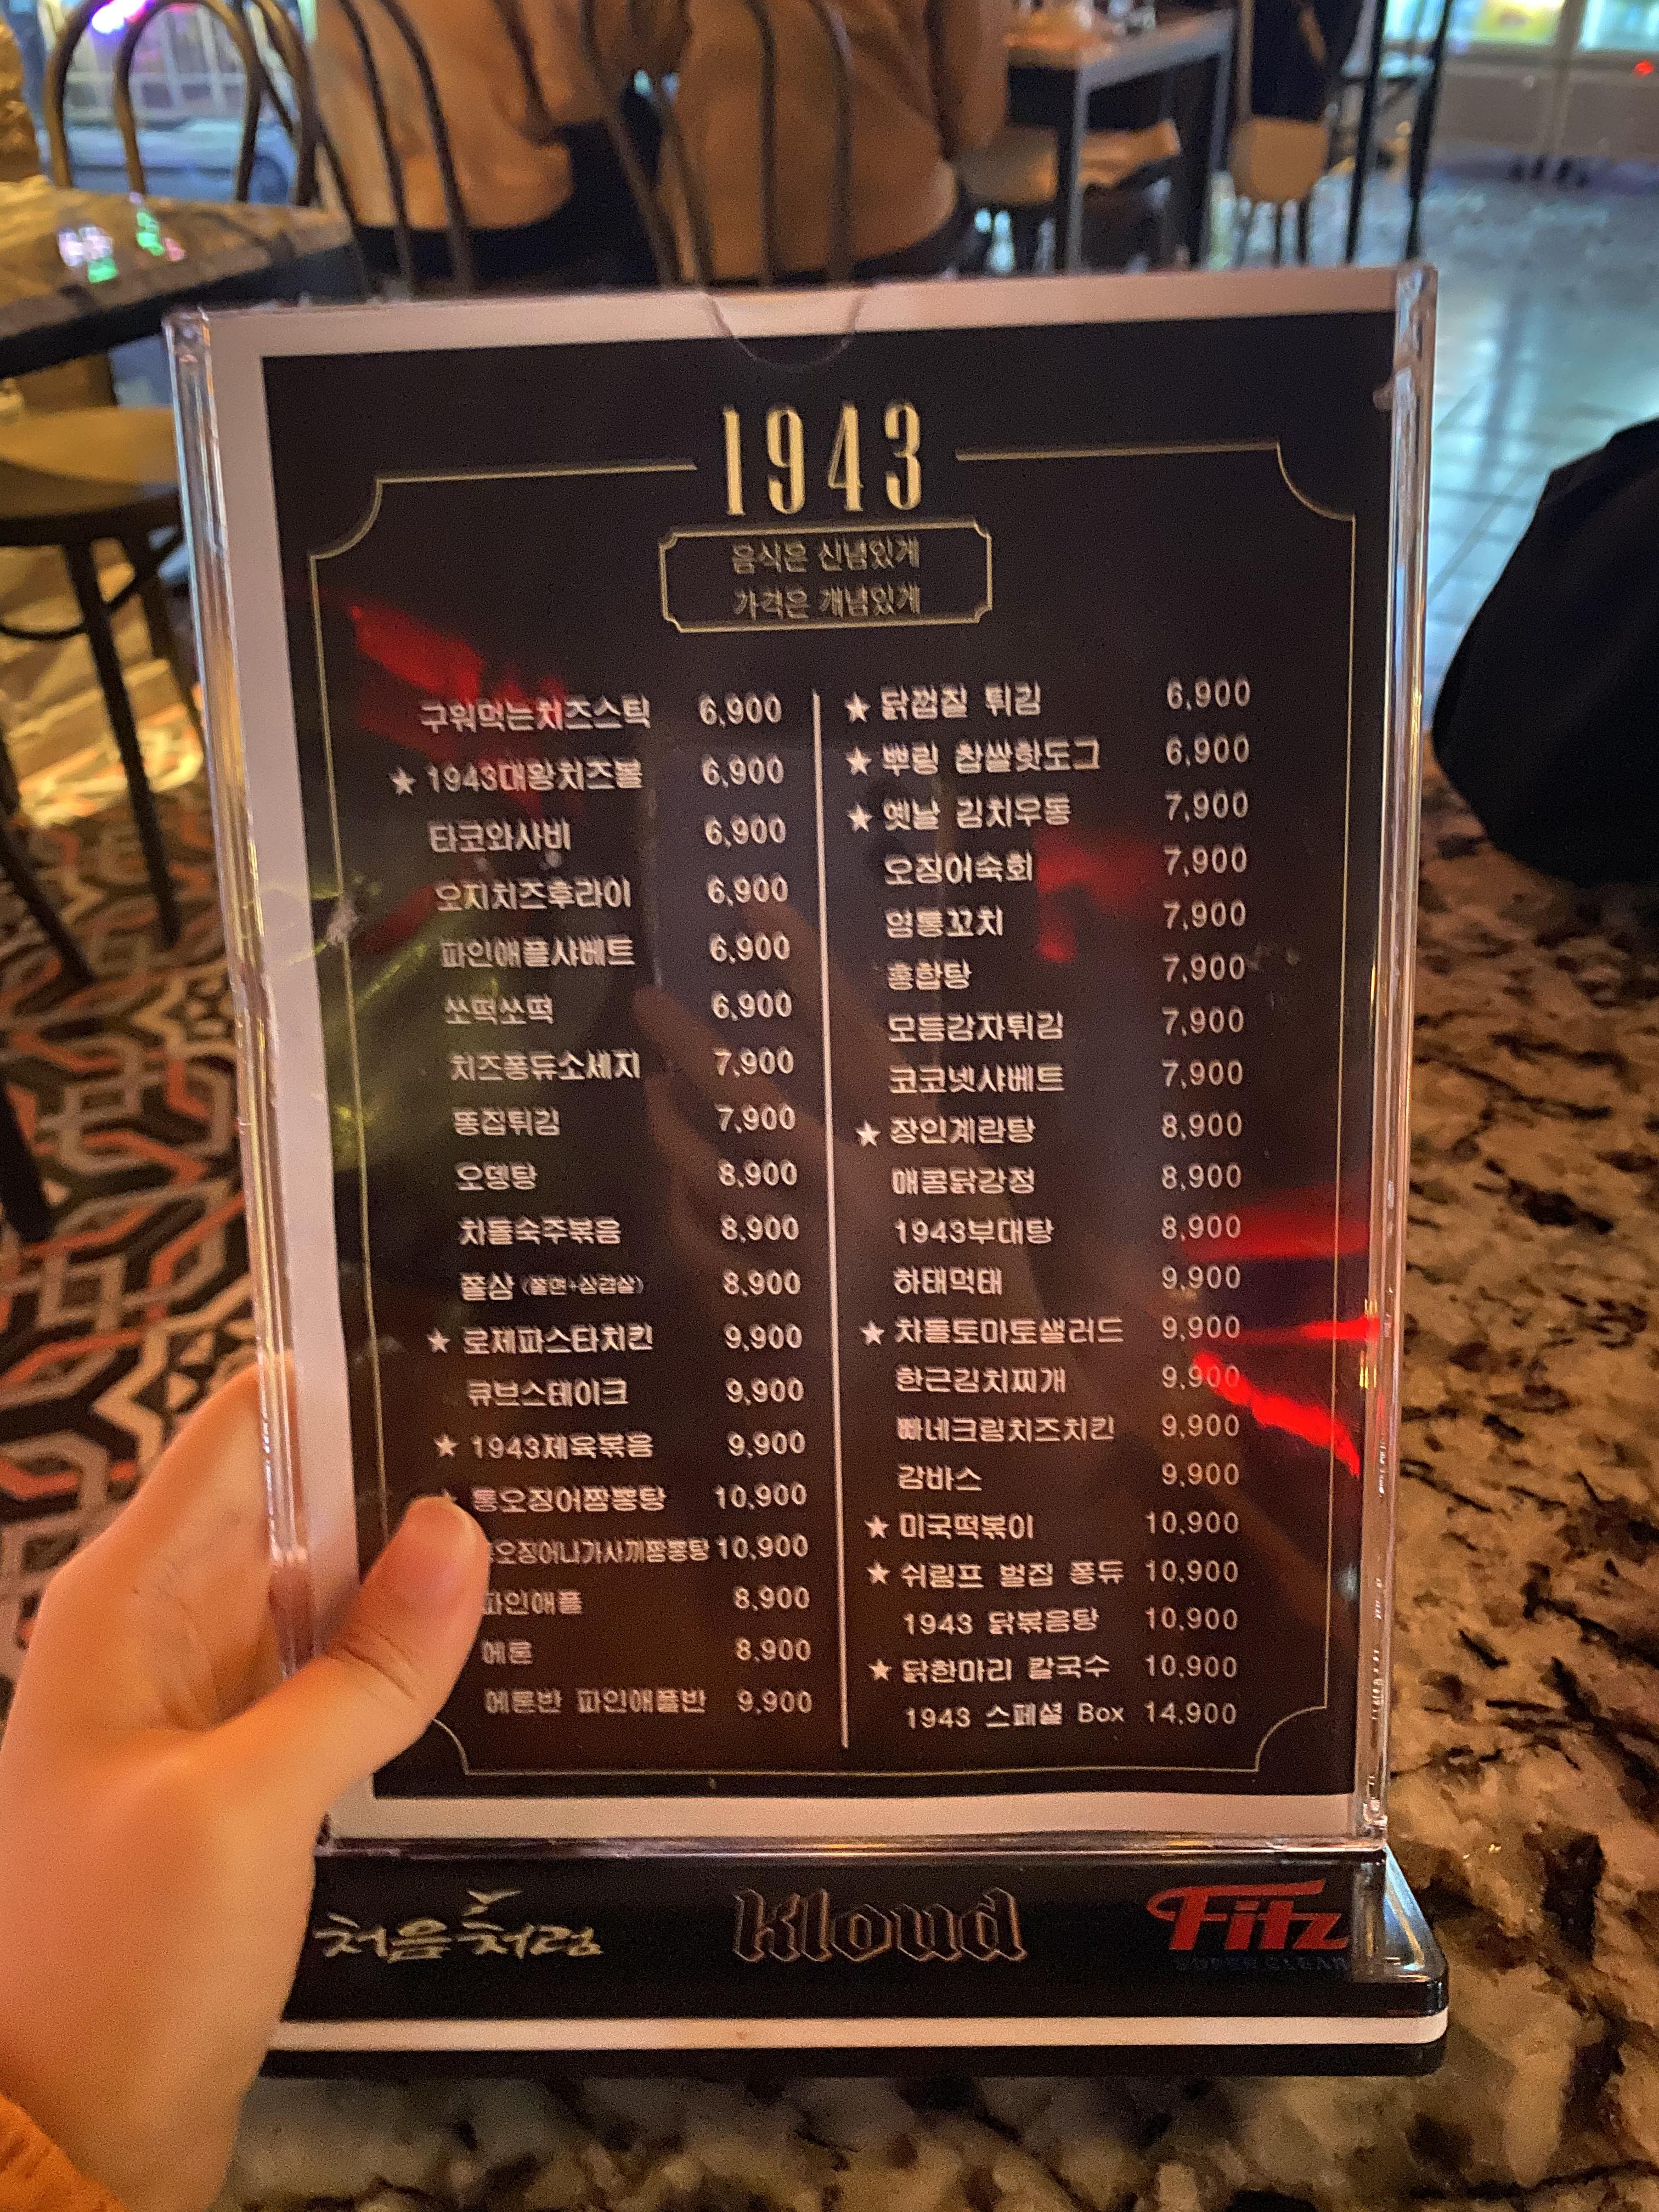 1943
음식은 신념있게
가격은 개념있게
구워먹는치즈스틱 6,900
★ 1943대왕치즈볼 6,900
타코와사비 6,900
오지치즈후라이 6,900
파인애플샤베트 6,900
쏘떡쏘떡 6,900
치즈퐁듀소세지 7,900
똥집튀김 7,900
오뎅탕 8,900
차돌숙주볶음 8,900
쫄삼 (쫄면+삼겹살) 8,900
★ 로제파스타치킨 9,900
큐브스테이크 9,900
★ 1943제육볶음 9,900
★ 통오징어짬뽕탕 10,900
오징어나가사끼짬뽕탕 10,900
파인애플 8,900
메론 8,900
메론반 파인애플반 9,900
★ 닭껍질 튀김 6,900
★ 뿌링 찹쌀핫도그 6,900
★ 옛날 김치우동 7,900
오징어숙회 7,900
염통꼬치 7,900
홍합탕 7,900
모듬감자튀김 7,900
코코넛샤베트 7,900
★ 장인계란탕 8,900
매콤닭강정 8,900
1943부대탕 8,900
하태먹태 9,900
★ 차돌토마토샐러드 9,900
한근김치찌개 9,900
빠네크림치즈치킨 9,900
감바스 9,900
★ 미국떡볶이 10,900
★ 쉬림프 벌집 퐁듀 10,900
1943 닭볶음탕 10,900
★ 닭한마리 칼국수 10,900
1943 스페셜 Box 14,900
처음처럼
Kloud
Fitz
SUPER CLEAR